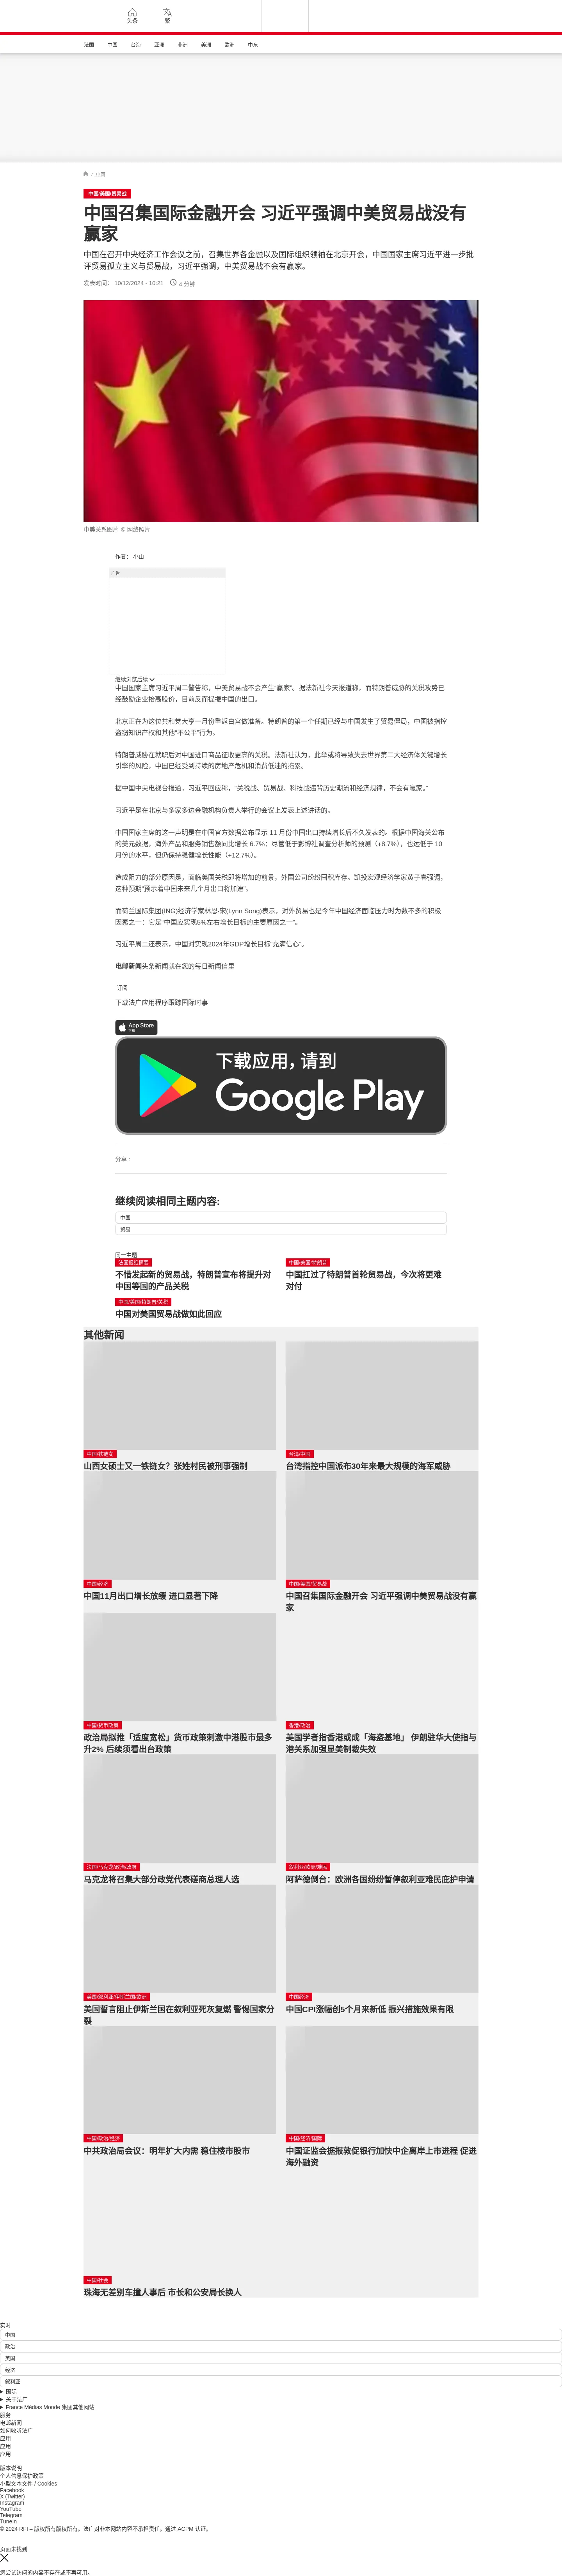 头条
繁
法国
中国
台海
亚洲
非洲
美洲
欧洲
中东
/ 中国
中国/美国/贸易战
中国召集国际金融开会 习近平强调中美贸易战没有
赢家
中国在召开中央经济工作会议之前，召集世界各金融以及国际组织领袖在北京开会，中国国家主席习近平进一步批
评贸易孤立主义与贸易战，习近平强调，中美贸易战不会有赢家。
发表时间： 10/12/2024 - 10:21
4 分钟
中美关系图片 © 网络照片
作者： 小山
广告
继续浏览后续
中国国家主席习近平周二警告称，中美贸易战不会产生“赢家”。据法新社今天报道称，而特朗普威胁的关税攻势已
经鼓励企业抬高股价，目前反而提振中国的出口。
北京正在为这位共和党大亨一月份重返白宫做准备。特朗普的第一个任期已经与中国发生了贸易僵局，中国被指控
盗窃知识产权和其他“不公平”行为。
特朗普威胁在就职后对中国进口商品征收更高的关税。法新社认为，此举或将导致失去世界第二大经济体关键增长
引擎的风险，中国已经受到持续的房地产危机和消费低迷的拖累。
据中国中央电视台报道，习近平回应称，“关税战、贸易战、科技战违背历史潮流和经济规律，不会有赢家。”
习近平是在北京与多家多边金融机构负责人举行的会议上发表上述讲话的。
中国国家主席的这一声明是在中国官方数据公布显示 11 月份中国出口持续增长后不久发表的。根据中国海关公布
的美元数据，海外产品和服务销售额同比增长 6.7%：尽管低于彭博社调查分析师的预测（+8.7%），也远低于 10
月份的水平，但仍保持稳健增长性能（+12.7%）。
造成阻力的部分原因是，面临美国关税即将增加的前景，外国公司纷纷囤积库存。凯投宏观经济学家黄子春强调，
这种预期“预示着中国未来几个月出口将加速”。
而荷兰国际集团(ING)经济学家林恩·宋(Lynn Song)表示，对外贸易也是今年中国经济面临压力时为数不多的积极
因素之一：它是“中国应实现5%左右增长目标的主要原因之一”。
习近平周二还表示，中国对实现2024年GDP增长目标“充满信心”。
电邮新闻头条新闻就在您的每日新闻信里
订阅
下载法广应用程序跟踪国际时事
App Store
下载
下载应用，请到
Google Play
分享 :
继续阅读相同主题内容:
中国
贸易
同一主题
法国报纸摘要
不惜发起新的贸易战，特朗普宣布将提升对
中国等国的产品关税
中国/美国/特朗普
中国扛过了特朗普首轮贸易战，今次将更难
对付
中国/美国/特朗普/关税
中国对美国贸易战做如此回应
其他新闻
中国/铁链女
山西女硕士又一铁链女？张姓村民被刑事强制
台湾/中国
台湾指控中国派布30年来最大规模的海军威胁
中国/经济
中国11月出口增长放缓 进口显著下降
中国/美国/贸易战
中国召集国际金融开会 习近平强调中美贸易战没有赢
家
中国/货币政策
政治局拟推「适度宽松」货币政策刺激中港股市最多
升2% 后续须看出台政策
香港/政治
美国学者指香港或成「海盗基地」 伊朗驻华大使指与
港关系加强显美制裁失效
法国/马克龙/政治/政府
马克龙将召集大部分政党代表磋商总理人选
叙利亚/欧洲/难民
阿萨德倒台：欧洲各国纷纷暂停叙利亚难民庇护申请
美国/叙利亚/伊斯兰国/欧洲
美国誓言阻止伊斯兰国在叙利亚死灰复燃 警惕国家分
裂
中国经济
中国CPI涨幅创5个月来新低 振兴措施效果有限
中国/政治/经济
中共政治局会议：明年扩大内需 稳住楼市股市
中国/经济/国际
中国证监会据报敦促银行加快中企离岸上市进程 促进
海外融资
中国/社会
珠海无差别车撞人事后 市长和公安局长换人
实时
中国
政治
美国
经济
叙利亚
国际
关于法广
France Médias Monde 集团其他网站
服务
电邮新闻
如何收听法广
应用
应用
应用
版本说明
个人信息保护政策
小型文本文件 / Cookies
Facebook
X (Twitter)
Instagram
YouTube
Telegram
TuneIn
© 2024 RFI – 版权所有版权所有。法广对非本网站内容不承担责任。通过 ACPM 认证。
页面未找到
您尝试访问的内容不存在或不再可用。